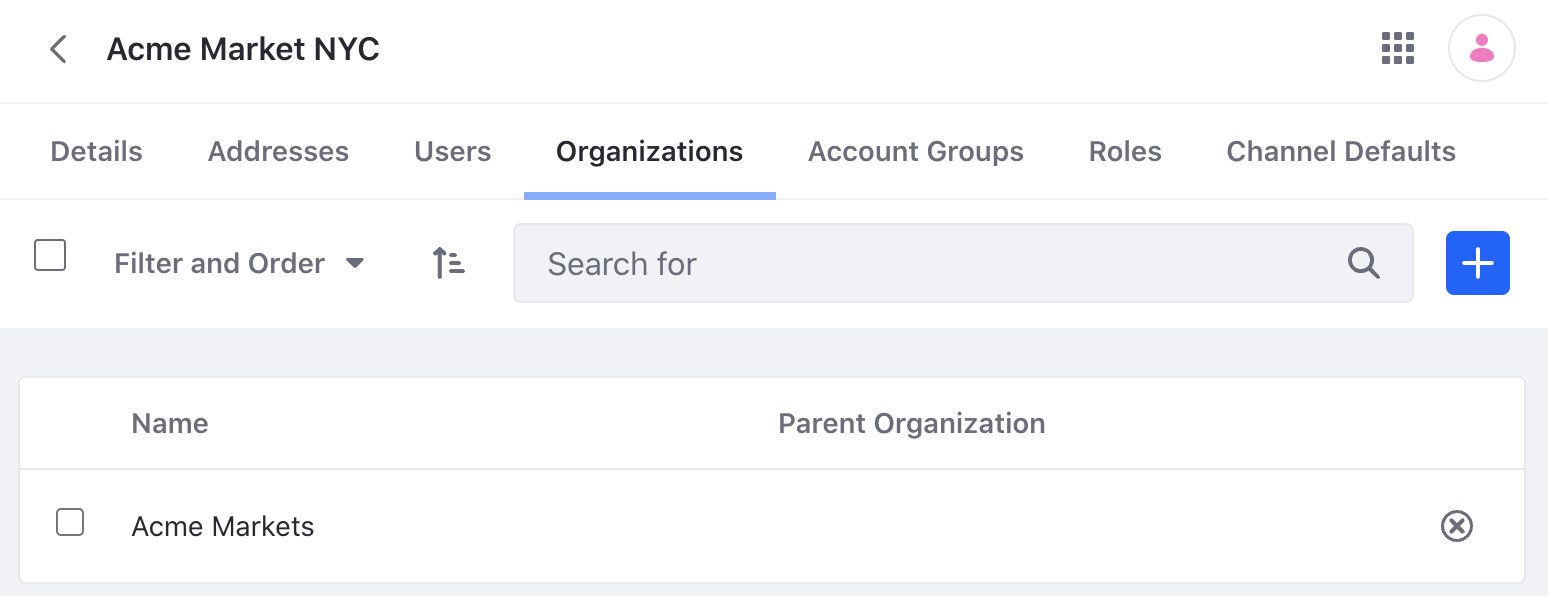 Acme Market NYC
Details Addresses Users Organizations Account Groups Roles Channel Defaults
Filter and Order Search for
Name Parent Organization
Acme Markets